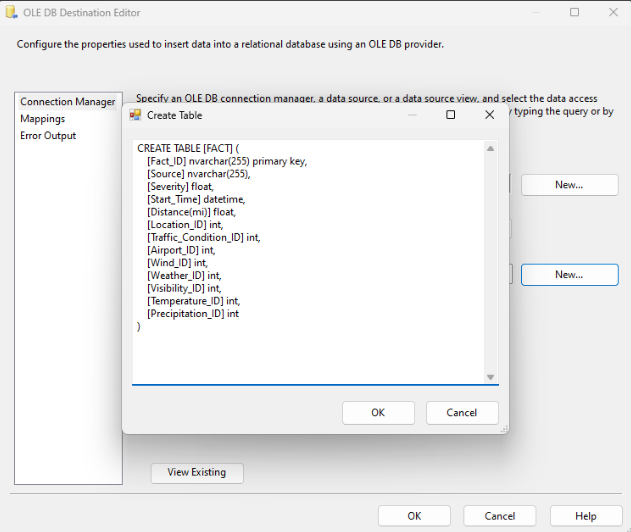 OLE DB Destination Editor
Configure the properties used to insert data into a relational database using an OLE DB provider.
Connection Manager
Mappings
Error Output
Specify an OLE DB connection manager, a data source, or a data source view, and select the data access
typing the query or by
Create Table
CREATE TABLE [FACT] (
[Fact_ID] nvarchar(255) primary key,
[Source] nvarchar(255),
[Severity] float,
[Start_Time] datetime,
[Distance(mi)] float,
[Location_ID] int,
[Traffic_Condition_ID] int,
[Airport_ID] int,
[Wind_ID] int,
[Weather_ID] int,
[Visibility_ID] int,
[Temperature_ID] int,
[Precipitation_ID] int
)
New...
New...
OK
Cancel
View Existing
OK
Cancel
Help